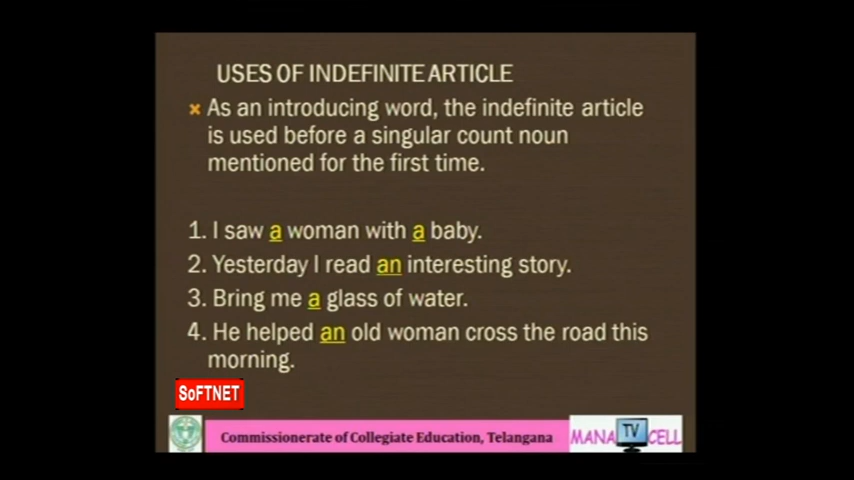 USES OF INDEFINITE ARTICLE
× As an introducing word, the indefinite article
is used before a singular count noun
mentioned for the first time.
1. I saw a woman with a baby.
2. Yesterday I read an interesting story.
3. Bring me a glass of water.
4. He helped an old woman cross the road this
morning.
SoFTNET
Commissionerate of Collegiate Education, Telangana
MANA TV CELL